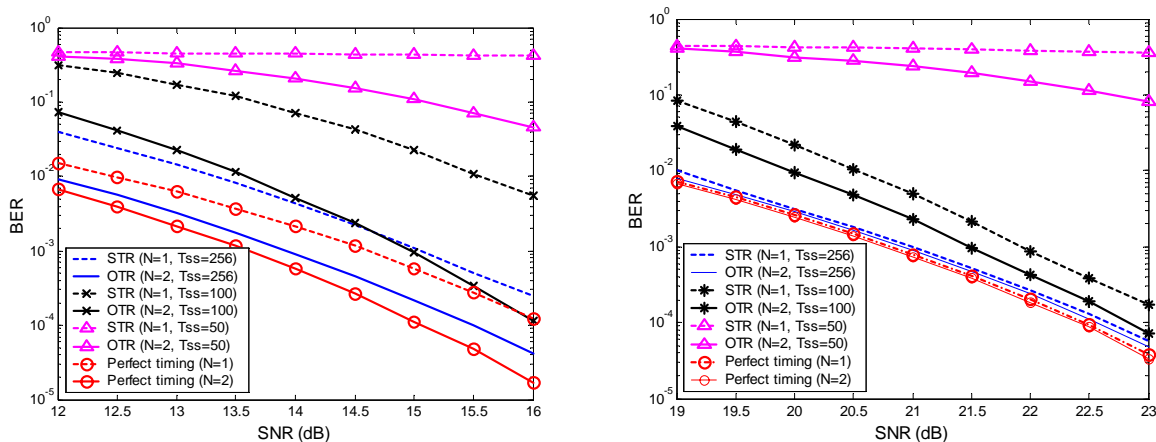 10^0
10^-1
10^-2
10^-3
10^-4
10^-5
BER
STR (N=1, Tss=256)
OTR (N=2, Tss=256)
STR (N=1, Tss=100)
OTR (N=2, Tss=100)
STR (N=1, Tss=50)
OTR (N=2, Tss=50)
Perfect timing (N=1)
Perfect timing (N=2)
12 12.5 13 13.5 14 14.5 15 15.5 16
SNR (dB)
10^0
10^-1
10^-2
10^-3
10^-4
10^-5
BER
STR (N=1, Tss=256)
OTR (N=2, Tss=256)
STR (N=1, Tss=100)
OTR (N=2, Tss=100)
STR (N=1, Tss=50)
OTR (N=2, Tss=50)
Perfect timing (N=1)
Perfect timing (N=2)
19 19.5 20 20.5 21 21.5 22 22.5 23
SNR (dB)